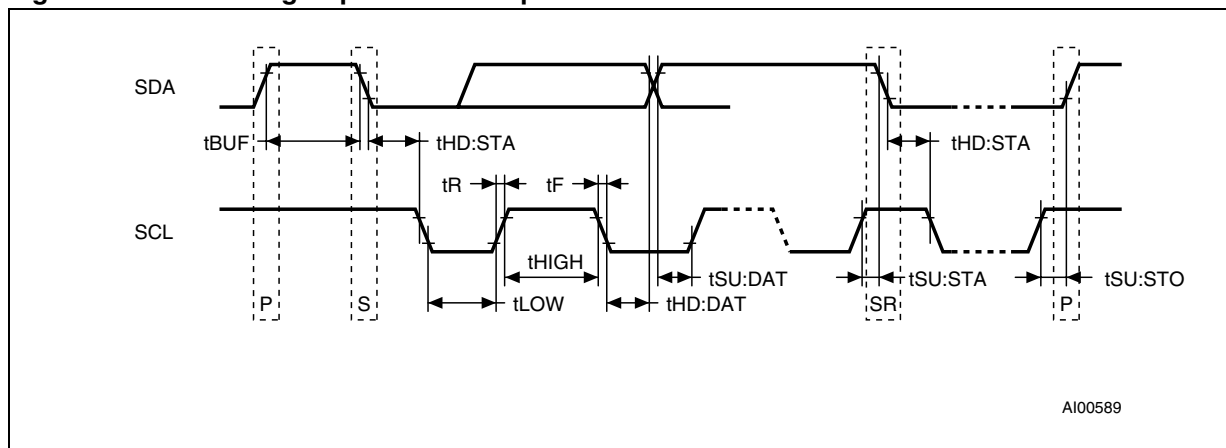 SDA
tBUF
tHD:STA
tHD:STA
tR
tF
SCL
tHIGH
tSU:DAT
tSU:STA
tSU:STO
P
S
tLOW
tHD:DAT
SR
P
AI00589